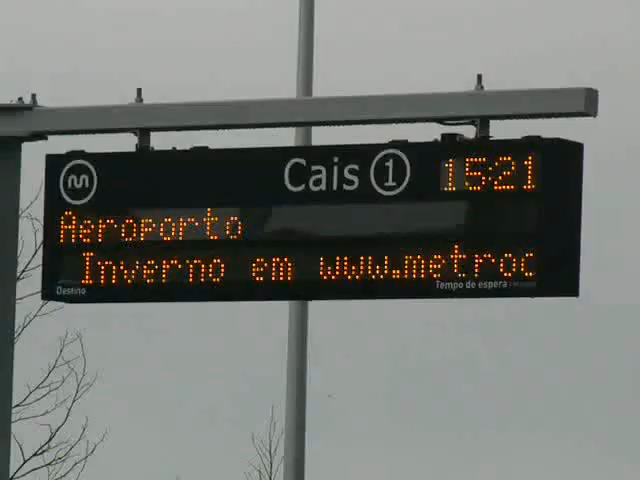 m Cais 1 15:21
Aeroporto
Inverno em www.metroc
Destino Tempo de espera